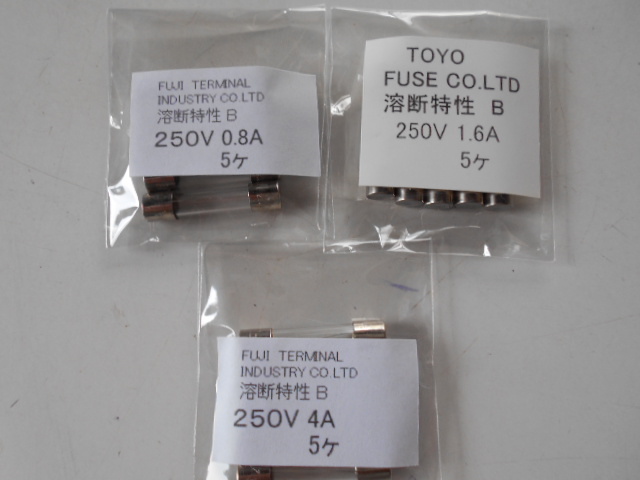 FUJI TERMINAL
INDUSTRY CO.LTD
溶断特性 B
250V 0.8A
5ケ
TOYO
FUSE CO.LTD
溶断特性 B
250V 1.6A
5ケ
FUJI TERMINAL
INDUSTRY CO.LTD
溶断特性 B
250V 4A
5ケ